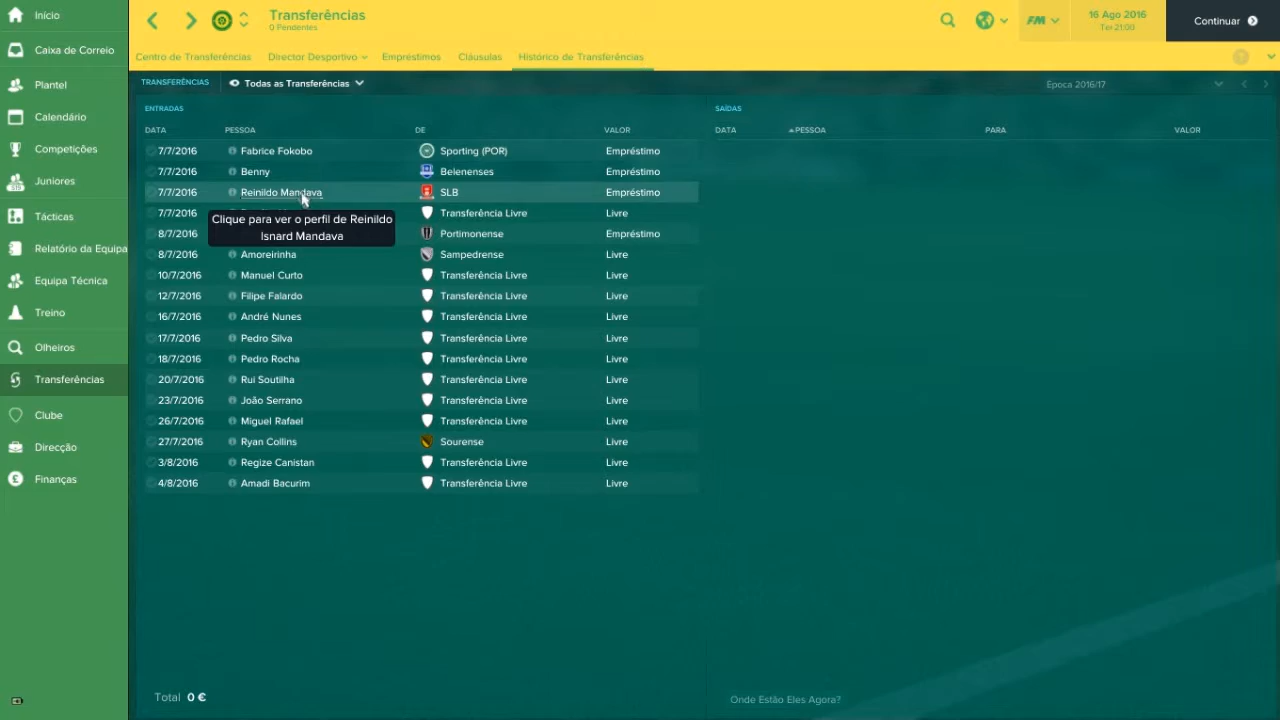 Início
Caixa de Correio
Plantel
Calendário
Competições
Juniores
Tácticas
Relatório da Equipa
Equipa Técnica
Treino
Olheiros
Transferências
Clube
Direcção
Finanças
Transferências
0 Pendentes
FM
16 Ago 2016
Ter 21:00
Continuar
Centro de Transferências Director Desportivo Empréstimos Cláusulas Histórico de Transferências
TRANSFERÊNCIAS Todas as Transferências Época 2016/17
ENTRADAS
DATA PESSOA DE VALOR
7/7/2016 Fabrice Fokobo Sporting (POR) Empréstimo
7/7/2016 Benny Belenenses Empréstimo
7/7/2016 Reinildo Mandava SLB Empréstimo
7/7/2016 Transferência Livre Livre
8/7/2016 Portimonense Empréstimo
Clique para ver o perfil de Reinildo
Isnard Mandava
8/7/2016 Amoreirinha Sampedrense Livre
10/7/2016 Manuel Curto Transferência Livre Livre
12/7/2016 Filipe Falardo Transferência Livre Livre
16/7/2016 André Nunes Transferência Livre Livre
17/7/2016 Pedro Silva Transferência Livre Livre
18/7/2016 Pedro Rocha Transferência Livre Livre
20/7/2016 Rui Soutilha Transferência Livre Livre
23/7/2016 João Serrano Transferência Livre Livre
26/7/2016 Miguel Rafael Transferência Livre Livre
27/7/2016 Ryan Collins Sourense Livre
3/8/2016 Regize Canistan Transferência Livre Livre
4/8/2016 Amadi Bacurim Transferência Livre Livre
Total 0 €
SAÍDAS
DATA PESSOA PARA VALOR
Onde Estão Eles Agora?